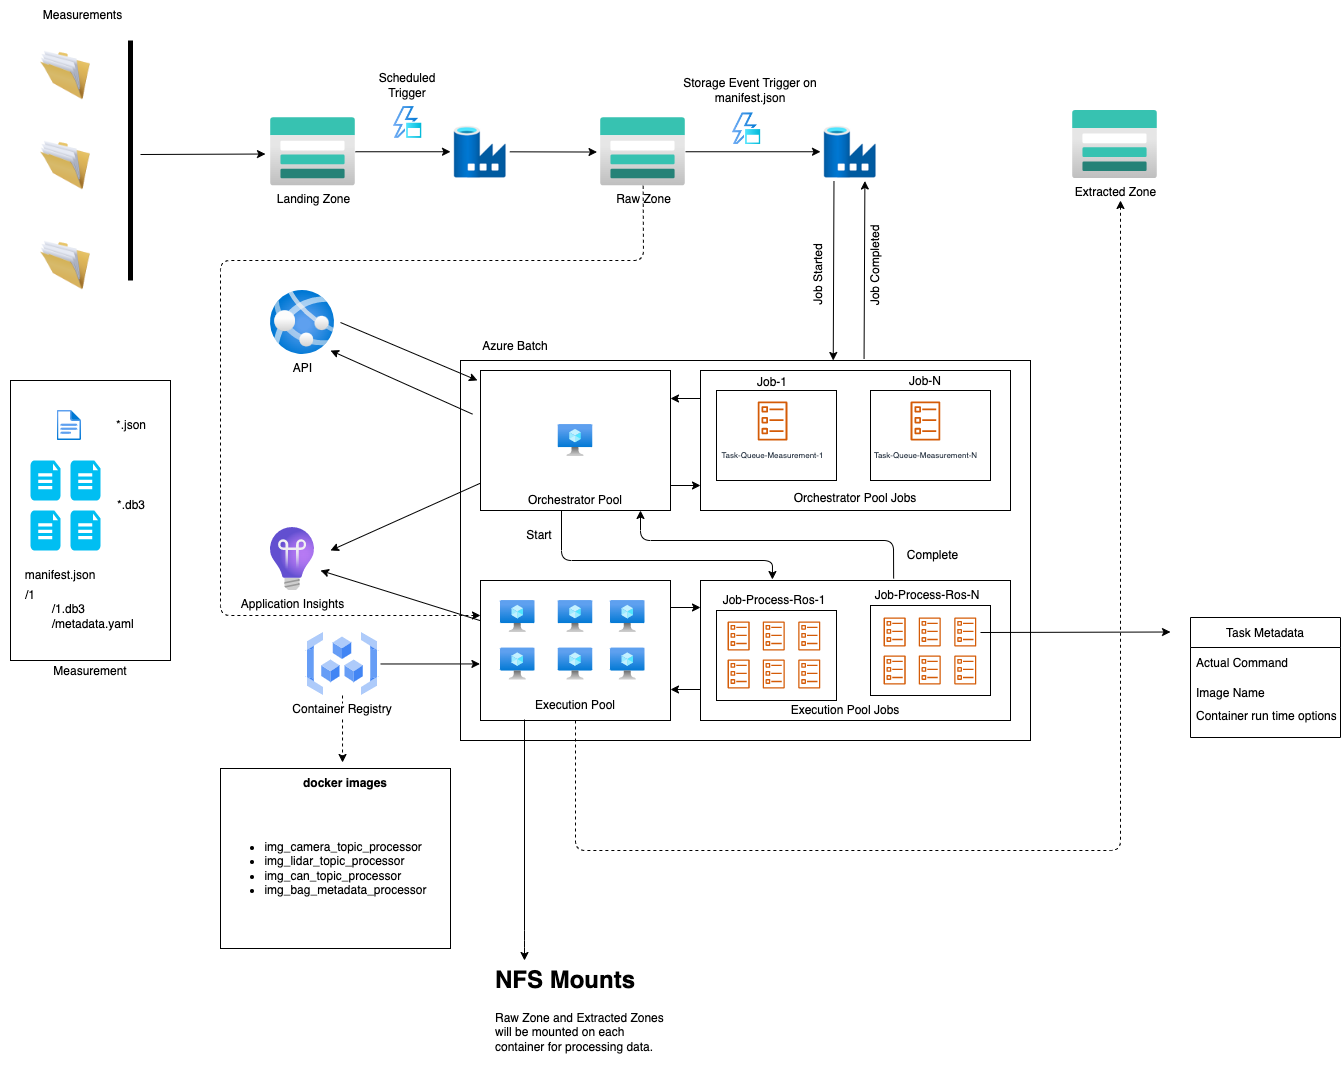 Measurements
Scheduled
Trigger
Storage Event Trigger on
manifest.json
Landing Zone
Raw Zone
Extracted Zone
Job Started
Job Completed
API
Azure Batch
Job-1
Job-N
Task-Queue-Measurement-1
Task-Queue-Measurement-N
Orchestrator Pool
Orchestrator Pool Jobs
*.json
*.db3
manifest.json
/1
/1.db3
/metadata.yaml
Measurement
Start
Complete
Application Insights
Job-Process-Ros-1
Job-Process-Ros-N
Execution Pool
Execution Pool Jobs
Task Metadata
Actual Command
Image Name
Container run time options
Container Registry
docker images
• img_camera_topic_processor
• img_lidar_topic_processor
• img_can_topic_processor
• img_bag_metadata_processor
NFS Mounts
Raw Zone and Extracted Zones
will be mounted on each
container for processing data.